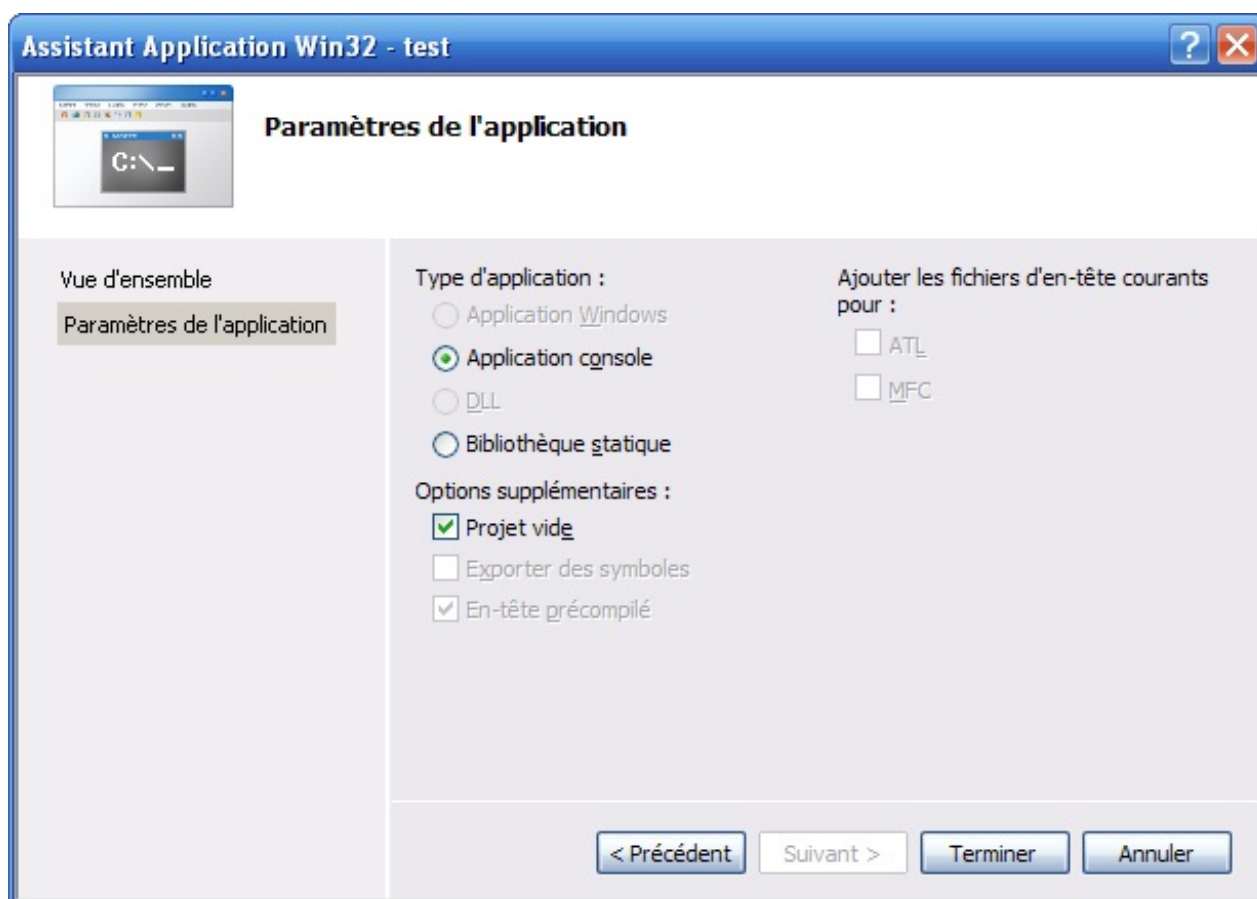 Assistant Application Win32 - test
C:\_
Paramètres de l'application
Vue d'ensemble
Paramètres de l'application
Type d'application :
Application Windows
Application console
DLL
Bibliothèque statique
Options supplémentaires :
Projet vide
Exporter des symboles
En-tête précompilé
Ajouter les fichiers d'en-tête courants
pour :
ATL
MFC
< Précédent
Suivant >
Terminer
Annuler